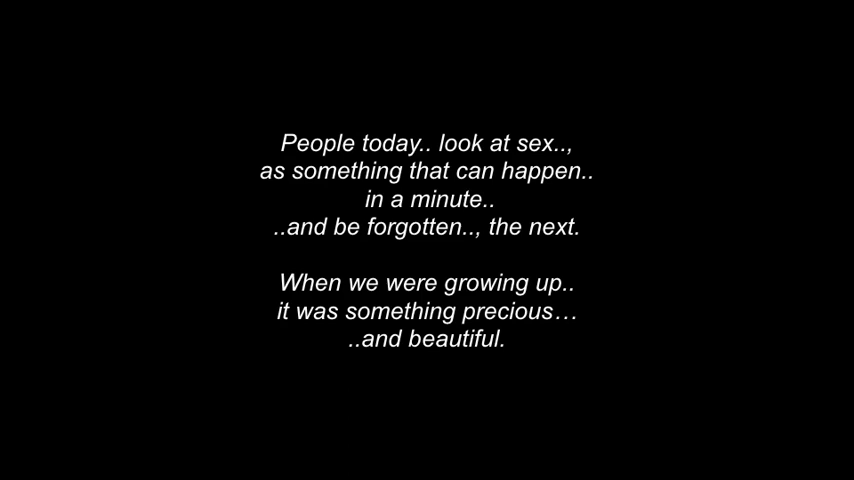 People today.. look at sex..,
as something that can happen..
in a minute..
..and be forgotten.., the next.
When we were growing up..
it was something precious…
..and beautiful.